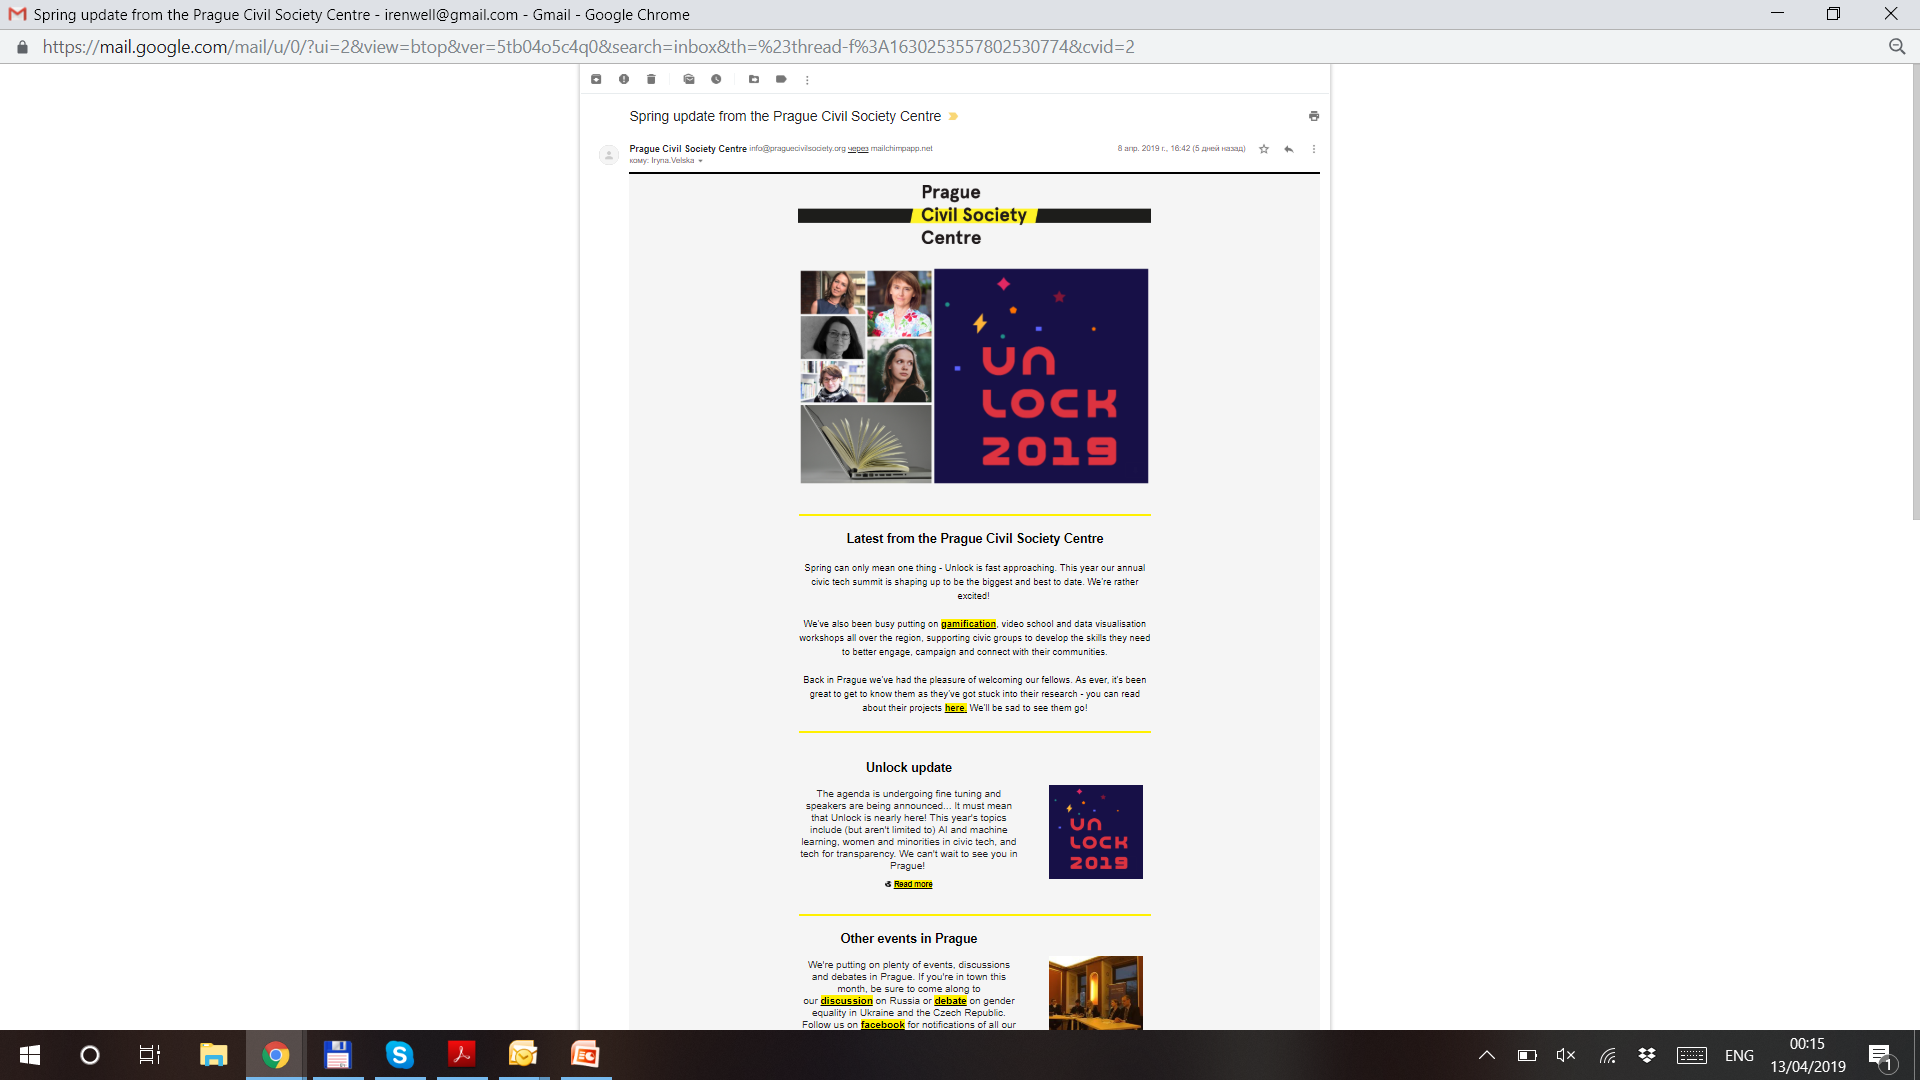 Spring update from the Prague Civil Society Centre - irenwell@gmail.com - Gmail - Google Chrome
https://mail.google.com/mail/u/0/?ui=2&view=btop&ver=5tb04o5c4q0&search=inbox&th=%23thread-f%3A1630253557802530774&cvid=2
Spring update from the Prague Civil Society Centre
Prague Civil Society Centre info@praguecivilsociety.org через mailchimpapp.net
8 апр. 2019 г., 16:42 (5 дней назад)
кому: Iryna.Velska
Prague
Civil Society
Centre
UN
LOCK
2019
Latest from the Prague Civil Society Centre
Spring can only mean one thing - Unlock is fast approaching. This year our annual
civic tech summit is shaping up to be the biggest and best to date. We're rather
excited!
We've also been busy putting on gamification, video school and data visualisation
workshops all over the region, supporting civic groups to develop the skills they need
to better engage, campaign and connect with their communities.
Back in Prague we've had the pleasure of welcoming our fellows. As ever, it's been
great to get to know them as they've got stuck into their research - you can read
about their projects here. We'll be sad to see them go!
Unlock update
The agenda is undergoing fine tuning and
speakers are being announced... It must mean
that Unlock is nearly here! This year's topics
include (but aren't limited to) AI and machine
learning, women and minorities in civic tech, and
tech for transparency. We can't wait to see you in
Prague!
Read more
UN
LOCK
2019
Other events in Prague
We're putting on plenty of events, discussions
and debates in Prague. If you're in town this
month, be sure to come along to
our discussion on Russia or debate on gender
equality in Ukraine and the Czech Republic.
Follow us on facebook for notifications of all our
ENG
00:15
13/04/2019
1